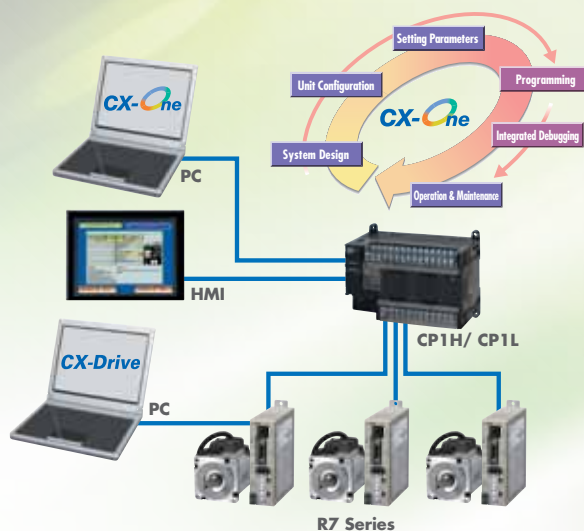 Setting Parameters
CX-One
Unit Configuration
Programming
CX-One
Integrated Debugging
System Design
PC
Operation & Maintenance
HMI
CP1H/ CP1L
CX-Drive
PC
R7 Series